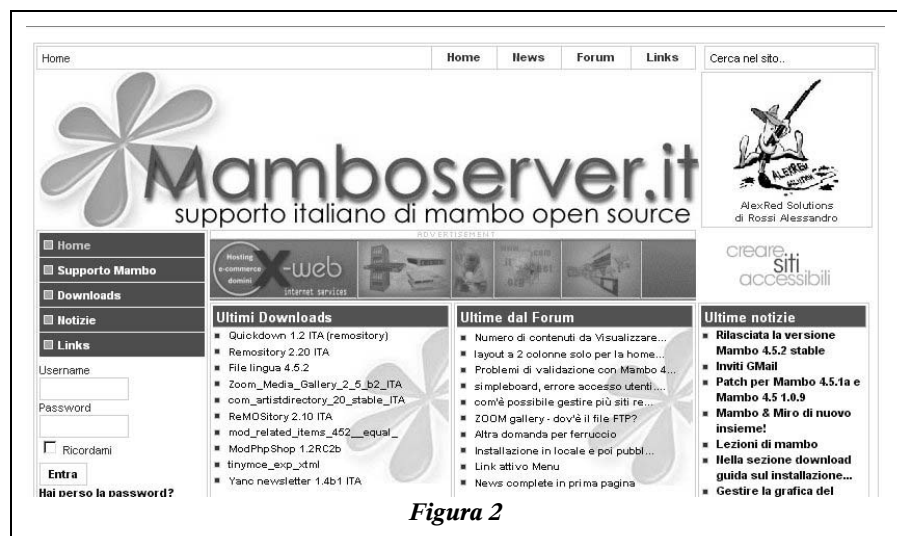 Home
Home News Forum Links
Cerca nel sito..
Mamboserver.it
supporto italiano di mambo open source
ALEXRED
AlexRed Solutions
di Rossi Alessandro
Home
Supporto Mambo
Downloads
Notizie
Links
Username
Password
Ricordami
Entra
Hai perso la password?
ADVERTISEMENT
Hosting
e-commerce
domini
X-web
internet services
creare
siti
accessibili
Ultimi Downloads
Quickdown 1.2 ITA (remository)
Remository 2.20 ITA
File lingua 4.5.2
Zoom_Media_Gallery_2_5_b2_ITA
com_artistdirectory_20_stable_ITA
ReMOSitory 2.10 ITA
mod_related_items_452__equal_
ModPhpShop 1.2RC2b
tinymce_exp_xtml
Yanc newsletter 1.4b1 ITA
Ultime dal Forum
Numero di contenuti da Visualizzare...
layout a 2 colonne solo per la home...
Problemi di validazione con Mambo 4...
simpleboard, errore accesso utenti....
com'è possibile gestire più siti re...
ZOOM gallery - dov'è il file FTP?
Altra domanda per ferruccio
Installazione in locale e poi pubbl...
Link attivo Menu
News complete in prima pagina
Ultime notizie
Rilasciata la versione
Mambo 4.5.2 stable
Inviti GMail
Patch per Mambo 4.5.1a e
Mambo 4.5 1.0.9
Mambo & Miro di nuovo
insieme!
Lezioni di mambo
Nella sezione download
guida sul installazione...
Gestire la grafica del
Figura 2